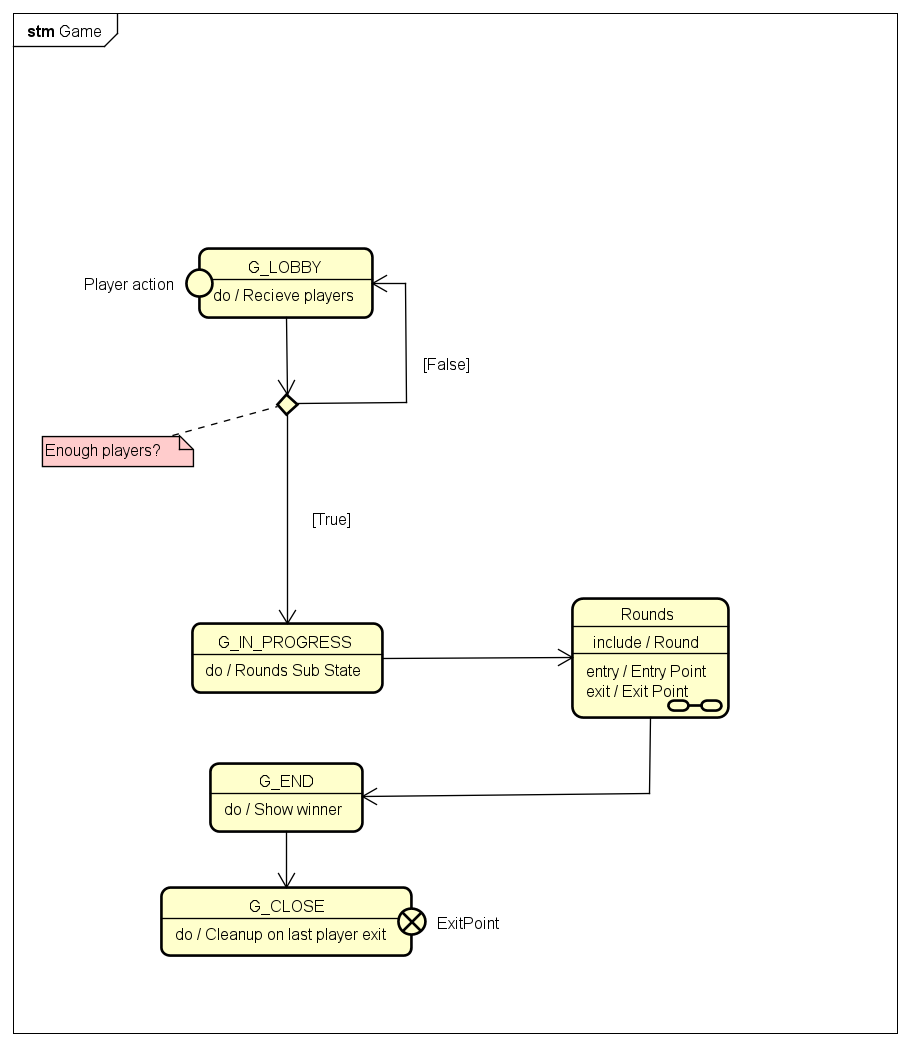 stm Game
G_LOBBY
Player action
do / Recieve players
[False]
Enough players?
[True]
G_IN_PROGRESS
do / Rounds Sub State
Rounds
include / Round
entry / Entry Point
exit / Exit Point
G_END
do / Show winner
G_CLOSE
do / Cleanup on last player exit
ExitPoint